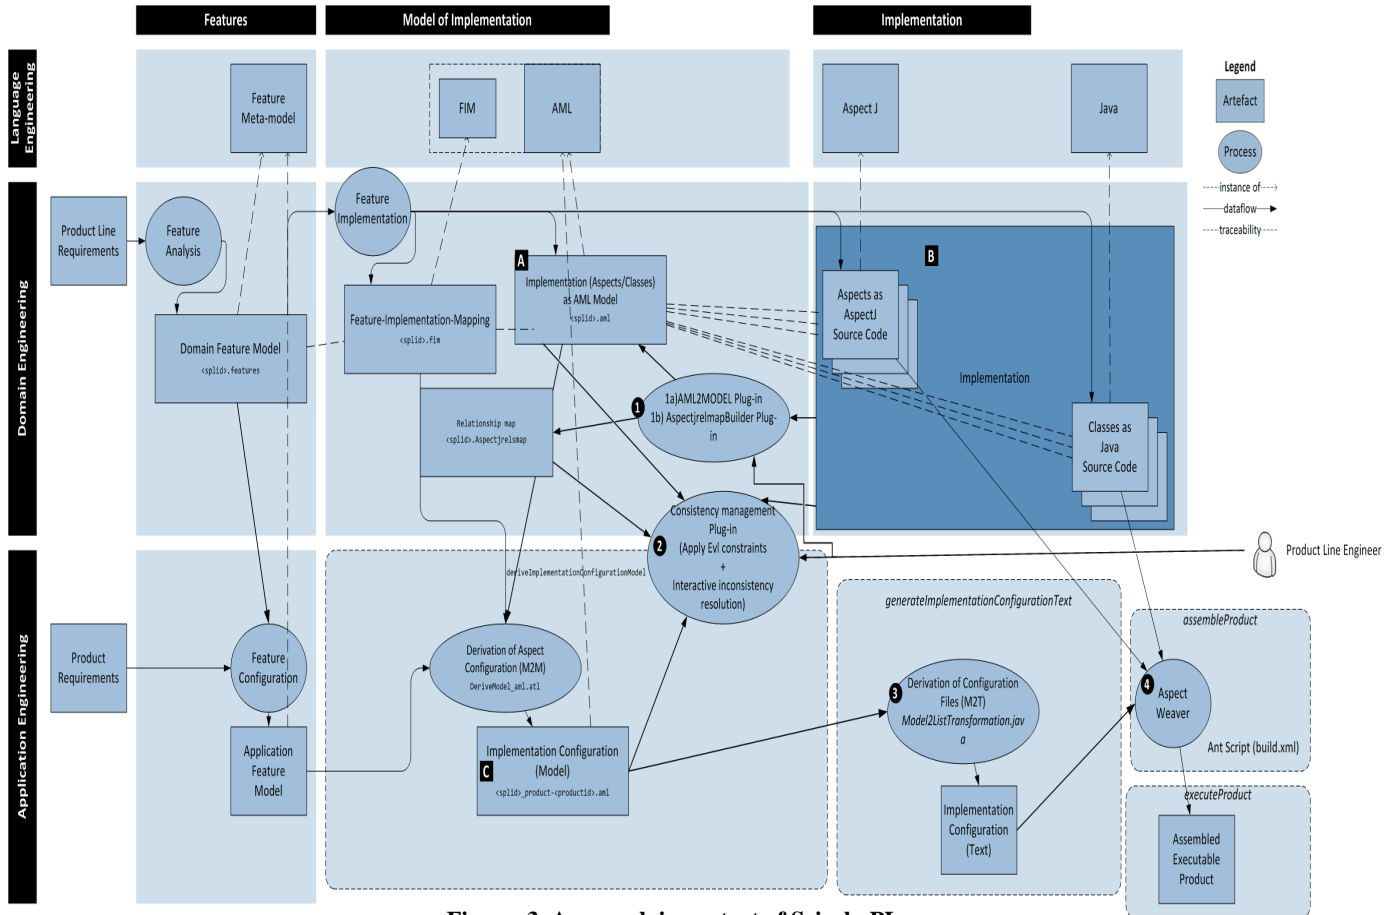 Features
Model of Implementation
Implementation
Language
Engineering
Feature
Meta-model
FIM
AML
Aspect J
Java
Legend
Artefact
Process
instance of
dataflow
traceability
Domain Engineering
Product Line
Requirements
Feature
Analysis
Feature
Implementation
Domain Feature Model
<splid>.features
Feature-Implementation-Mapping
<splid>.fim
A
Implementation (Aspects/Classes)
as AML Model
<splid>.aml
B
Aspects as
AspectJ
Source Code
Implementation
Classes as
Java
Source Code
Relationship map
<splid>.Aspectjrelsmap
1
1a)AML2MODEL Plug-in
1b) AspectjrelmapBuilder Plug-
in
2
Consistency management
Plug-in
(Apply Evl constraints
+
Interactive inconsistency
resolution)
Product Line Engineer
Application Engineering
Product
Requirements
Feature
Configuration
Application
Feature
Model
deriveImplementationConfigurationModel
Derivation of Aspect
Configuration (M2M)
DeriveModel_aml.atl
C
Implementation Configuration
(Model)
<splid>_product-<productid>.aml
generateImplementationConfigurationText
3
Derivation of Configuration
Files (M2T)
Model2ListTransformation.jav
a
Implementation
Configuration
(Text)
assembleProduct
4
Aspect
Weaver
Ant Script (build.xml)
executeProduct
Assembled
Executable
Product